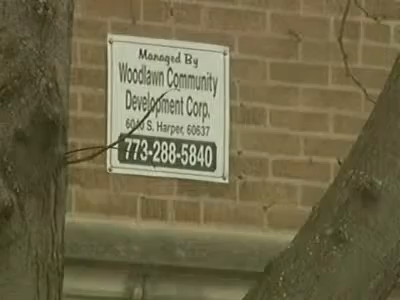 Managed By
Woodlawn Community
Development Corp.
6040 S. Harper, 60637
773-288-5840